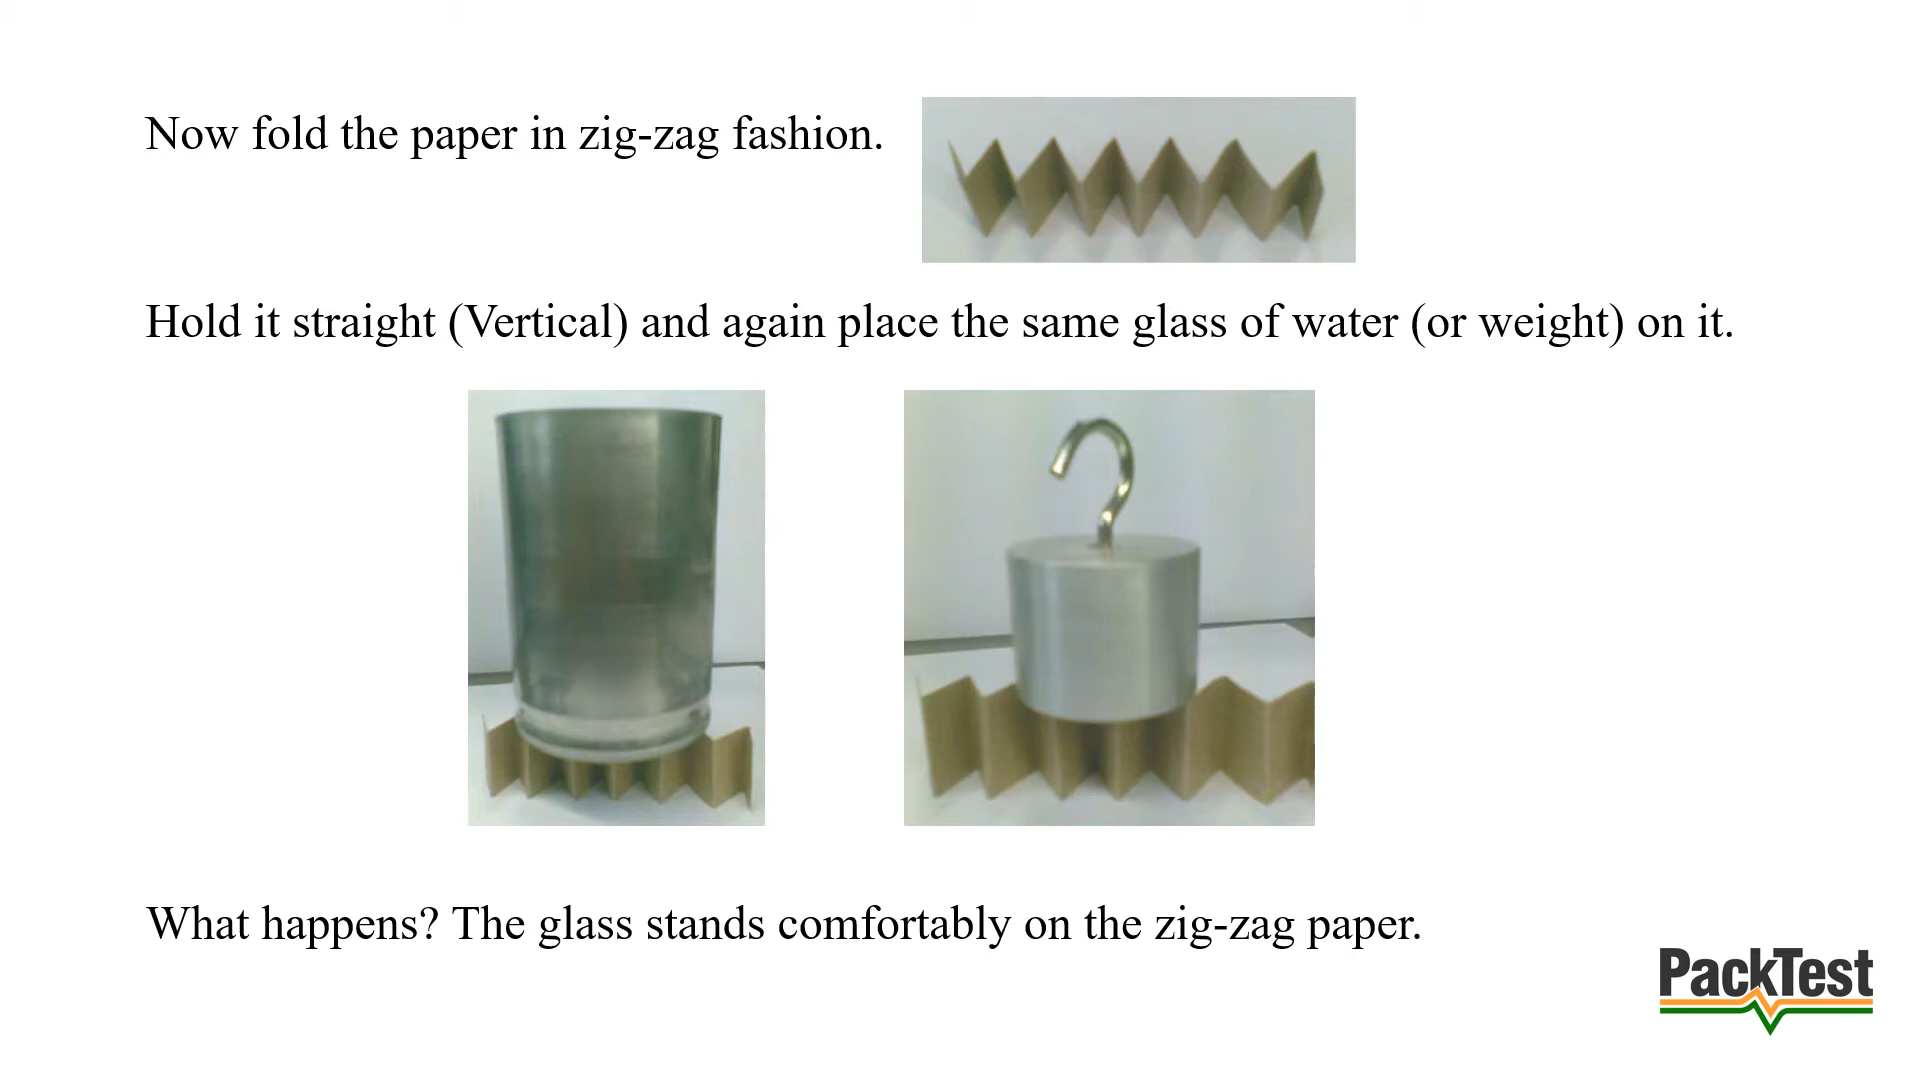 Now fold the paper in zig-zag fashion.
Hold it straight (Vertical) and again place the same glass of water (or weight) on it.
What happens? The glass stands comfortably on the zig-zag paper.
PackTest